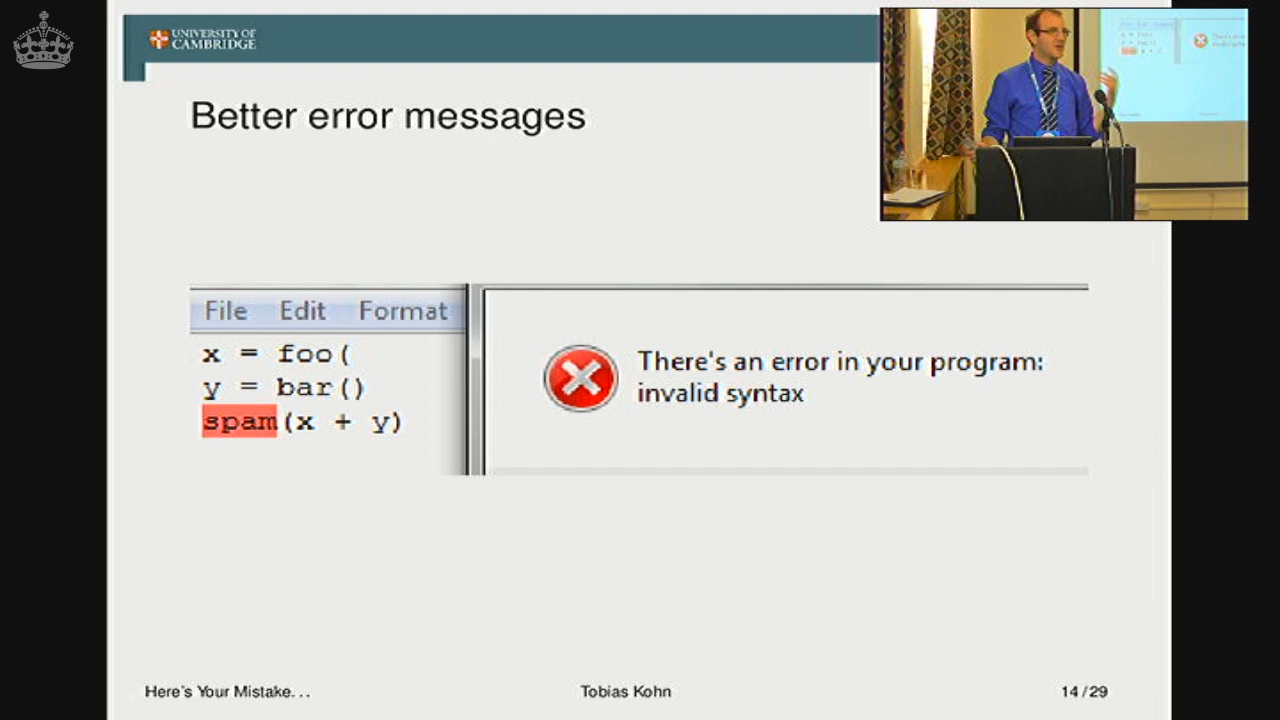 UNIVERSITY OF
CAMBRIDGE
Better error messages
File Edit Format
x = foo(
y = bar()
spam(x + y)
There's an error in your program:
invalid syntax
Here's Your Mistake. . .
Tobias Kohn
14 / 29